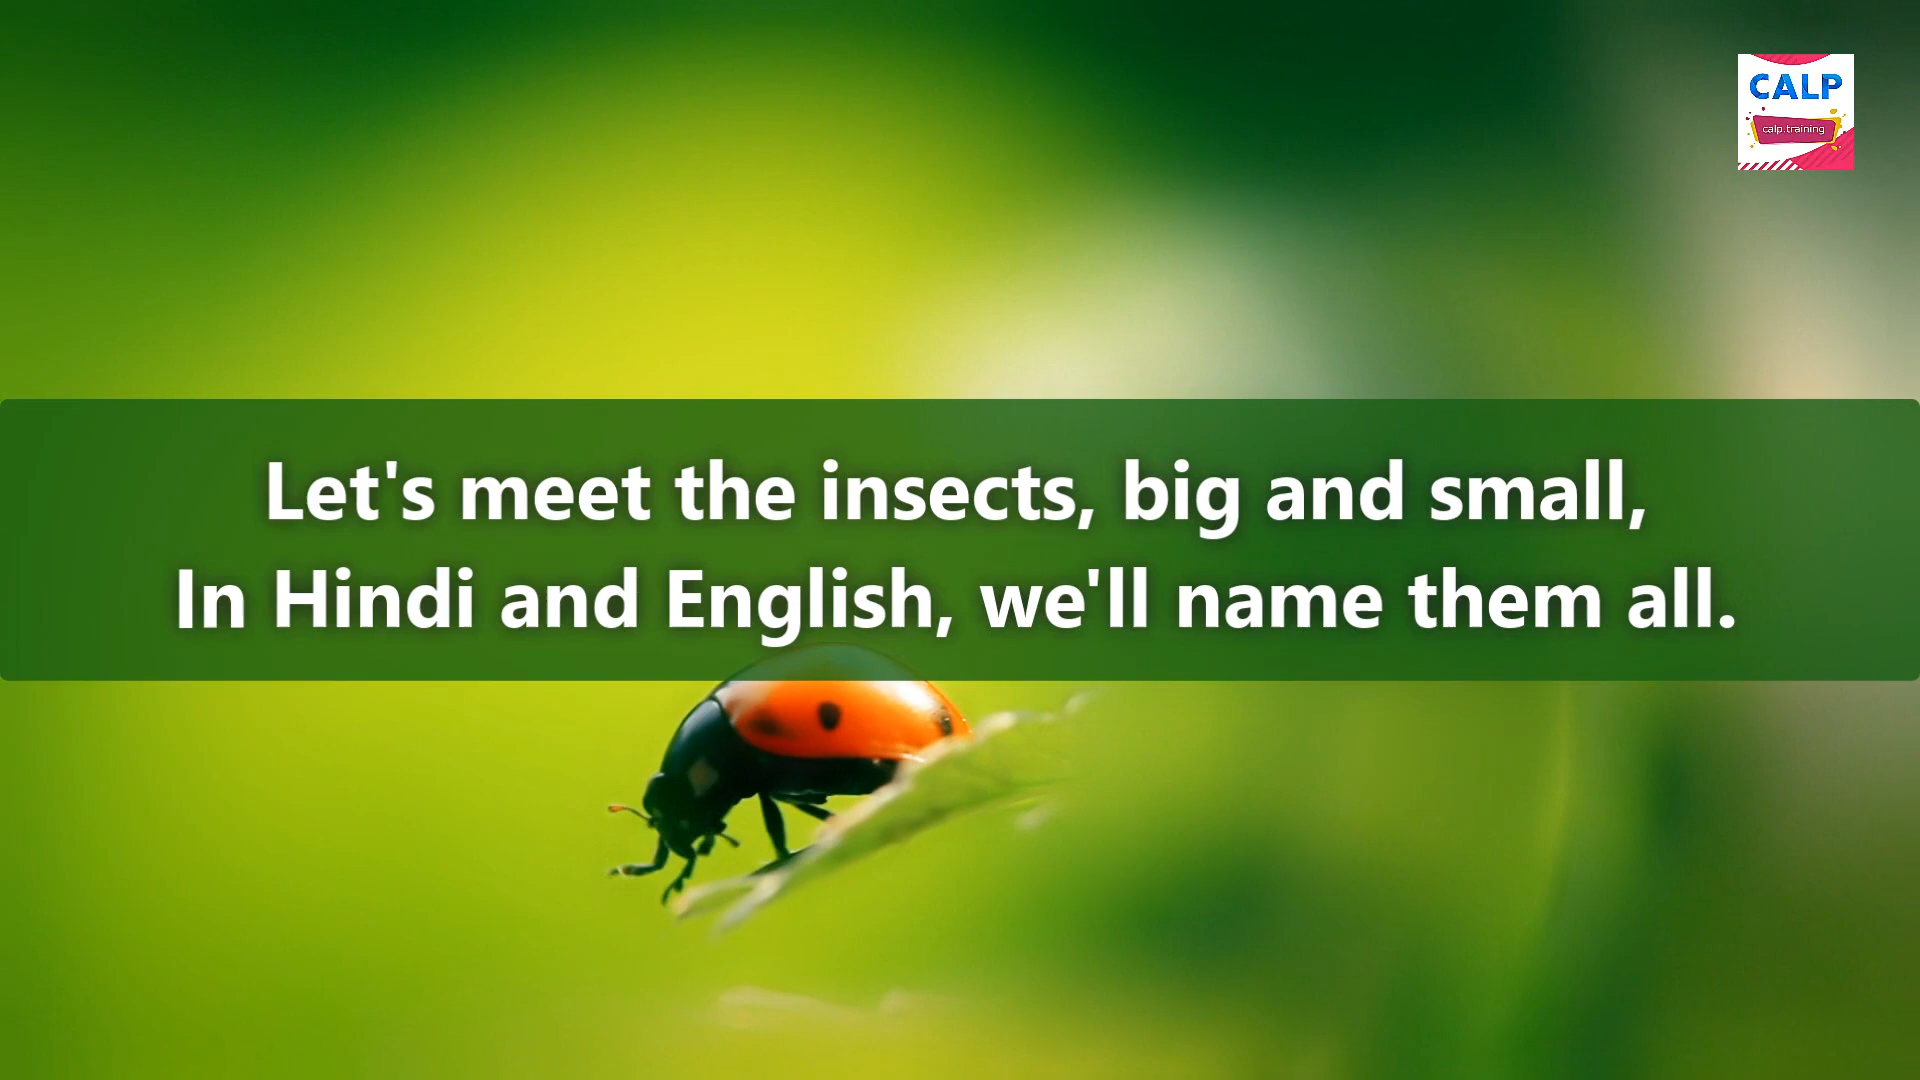 CALP
calp.training
Let's meet the insects, big and small,
In Hindi and English, we'll name them all.